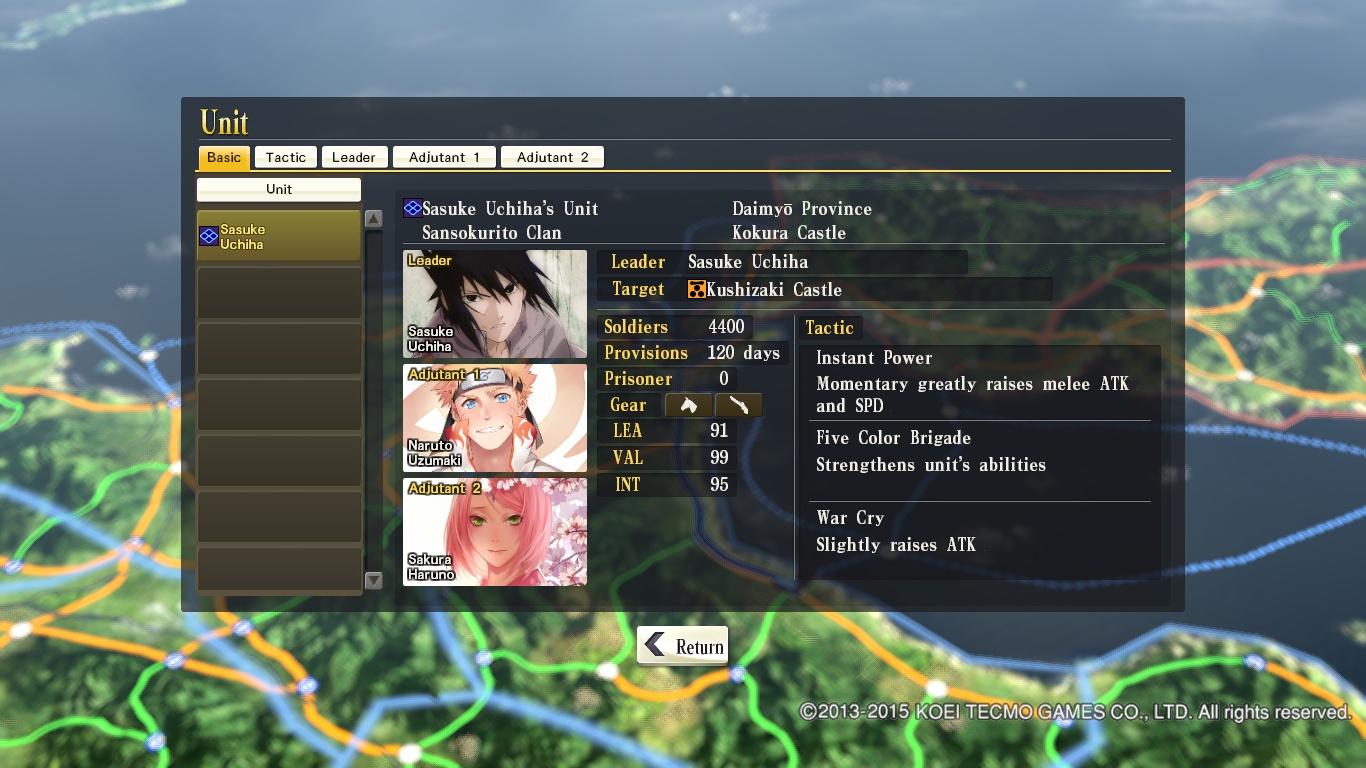 Unit
Basic
Tactic
Leader
Adjutant 1
Adjutant 2
Unit
Sasuke
Uchiha
Sasuke Uchiha's Unit
Daimyō Province
Sansokurito Clan
Kokura Castle
Leader
Sasuke
Uchiha
Adjutant 1
Naruto
Uzumaki
Adjutant 2
Sakura
Haruno
Leader Sasuke Uchiha
Target Kushizaki Castle
Soldiers 4400
Provisions 120 days
Prisoner 0
Gear
LEA 91
VAL 99
INT 95
Tactic
Instant Power
Momentary greatly raises melee ATK
and SPD
Five Color Brigade
Strengthens unit's abilities
War Cry
Slightly raises ATK
Return
©2013-2015 KOEI TECMO GAMES CO., LTD. All rights reserved.